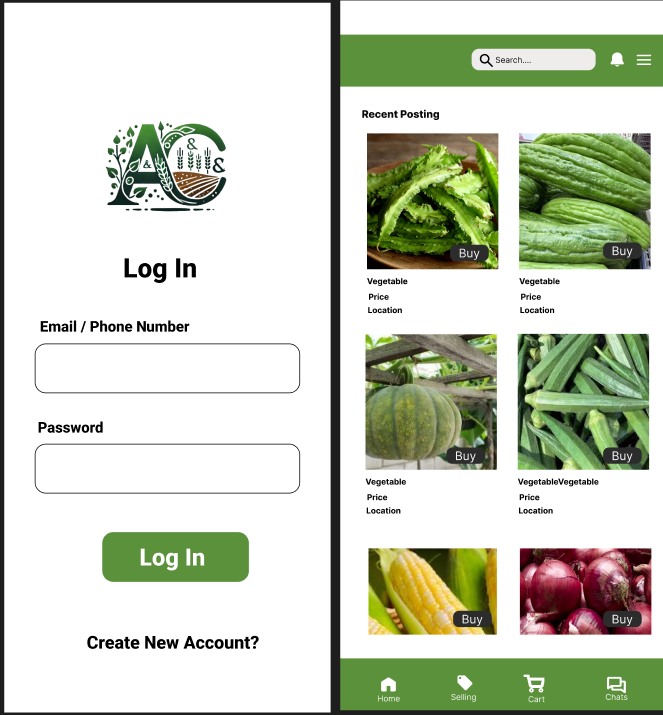 A&C
&
&
Log In
Email / Phone Number
Password
Log In
Create New Account?
Search....
Recent Posting
Buy
Buy
Vegetable
Price
Location
Vegetable
Price
Location
Buy
Buy
Vegetable
Price
Location
VegetableVegetable
Price
Location
Buy
Buy
Home
Selling
Cart
Chats